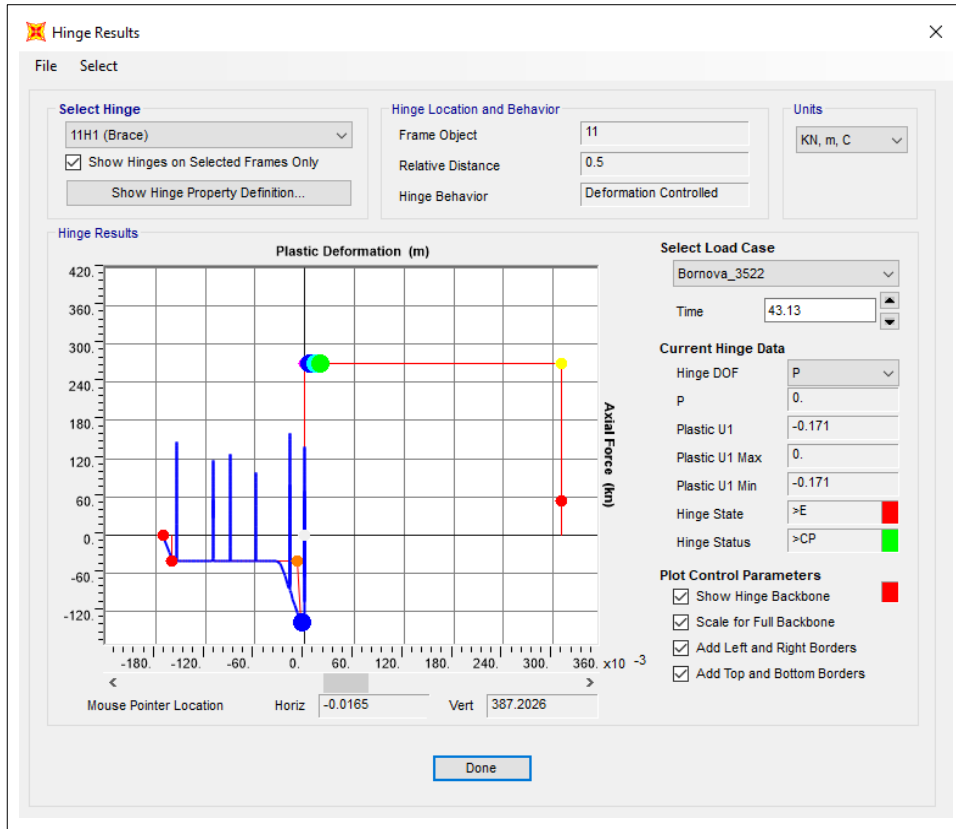 Hinge Results
File Select
Select Hinge
11H1 (Brace)
Show Hinges on Selected Frames Only
Show Hinge Property Definition...
Hinge Location and Behavior
Frame Object 11
Relative Distance 0.5
Hinge Behavior Deformation Controlled
Units
KN, m, C
Hinge Results
Plastic Deformation (m)
420.
360.
300.
240.
180.
120.
60.
0.
-60.
-120.
-180. -120. -60. 0. 60. 120. 180. 240. 300. 360. x10 -3
Axial Force (kn)
Mouse Pointer Location Horiz -0.0165 Vert 387.2026
Select Load Case
Bornova_3522
Time 43.13
Current Hinge Data
Hinge DOF P
P 0.
Plastic U1 -0.171
Plastic U1 Max 0.
Plastic U1 Min -0.171
Hinge State >E
Hinge Status >CP
Plot Control Parameters
Show Hinge Backbone
Scale for Full Backbone
Add Left and Right Borders
Add Top and Bottom Borders
Done